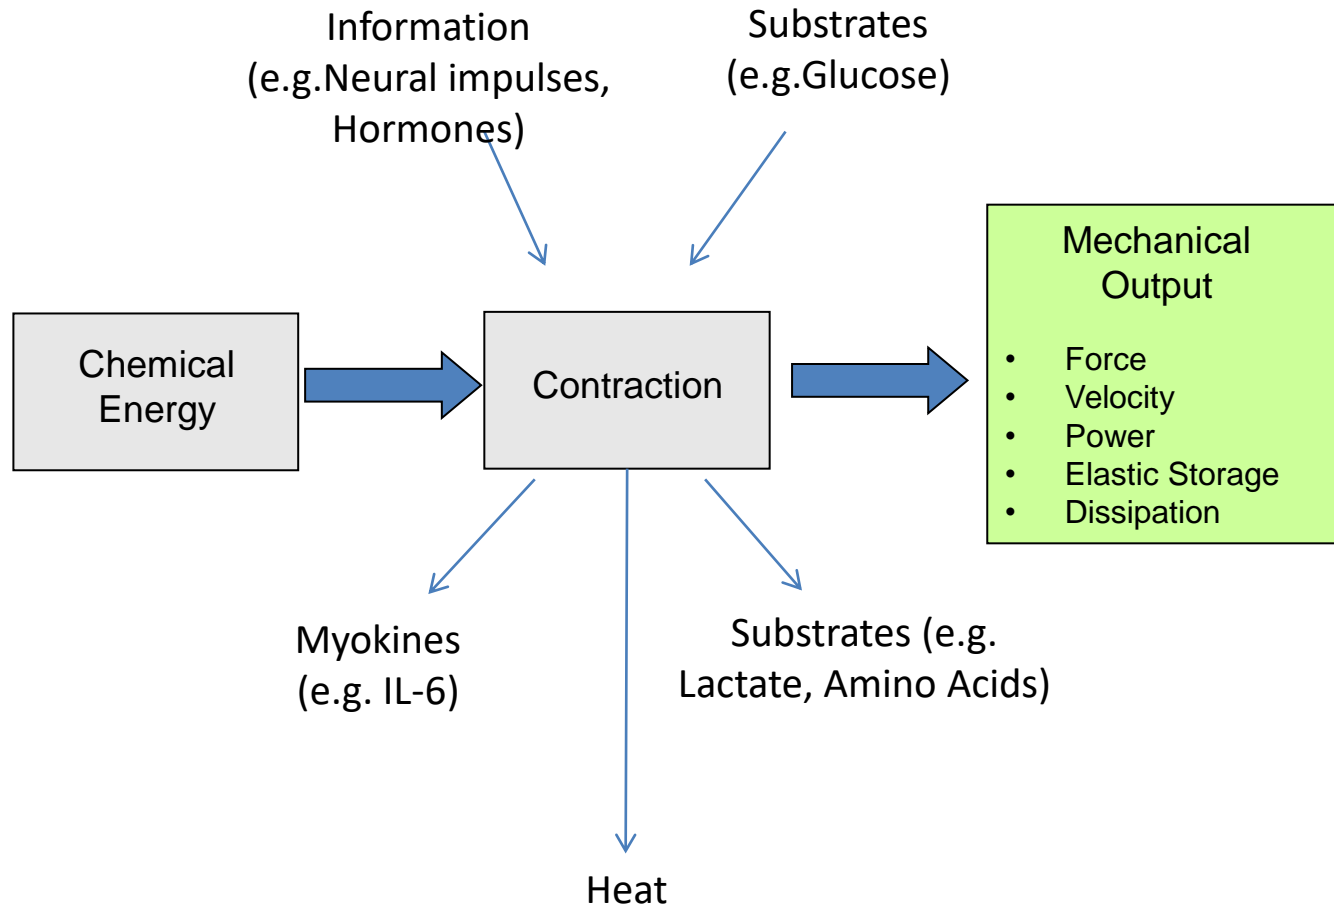 Information
(e.g.Neural impulses,
Hormones)
Substrates
(e.g.Glucose)
Chemical
Energy
Contraction
Mechanical
Output
• Force
• Velocity
• Power
• Elastic Storage
• Dissipation
Myokines
(e.g. IL-6)
Substrates (e.g.
Lactate, Amino Acids)
Heat